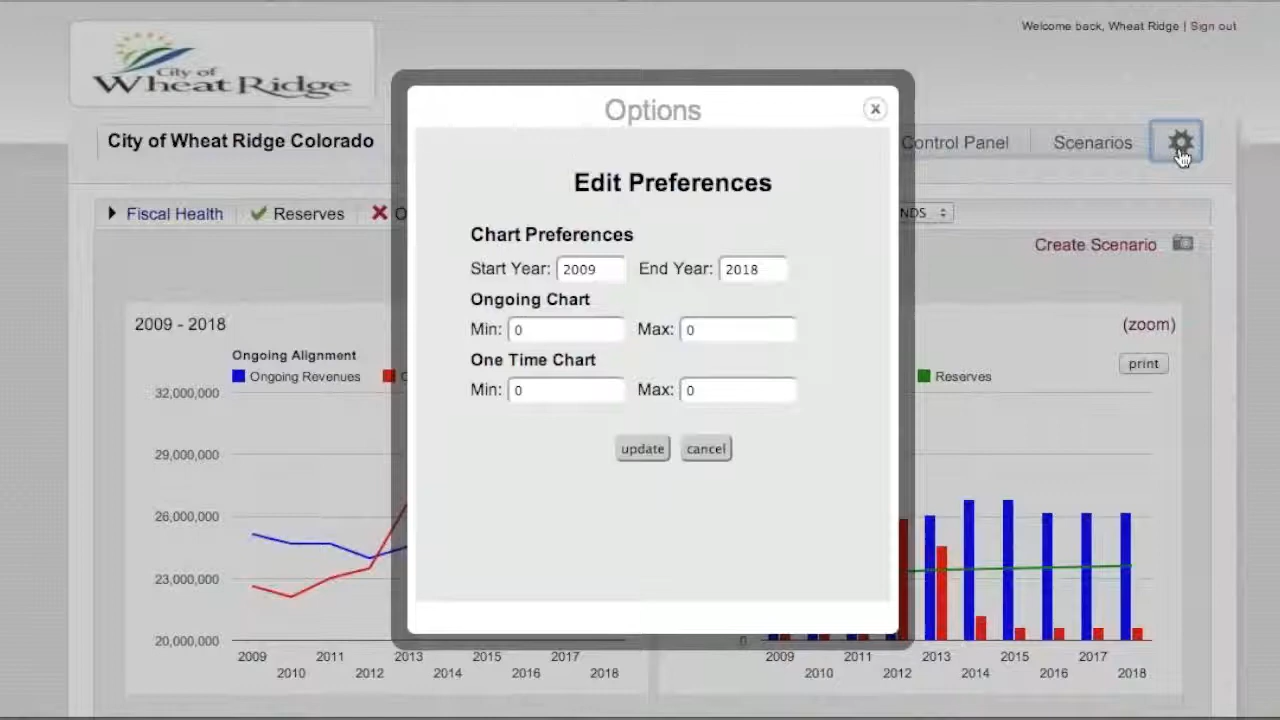 Welcome back, Wheat Ridge | Sign out
City of
Wheat Ridge
City of Wheat Ridge Colorado
Control Panel
Scenarios
Options
x
Edit Preferences
Chart Preferences
Start Year: 2009 End Year: 2018
Ongoing Chart
Min: 0 Max: 0
One Time Chart
Min: 0 Max: 0
update cancel
Fiscal Health
Reserves
O
NDS
Create Scenario
2009 - 2018
(zoom)
print
Ongoing Alignment
Ongoing Revenues
Reserves
32,000,000
29,000,000
26,000,000
23,000,000
20,000,000
2009 2011 2013 2015 2017
2010 2012 2014 2016 2018
0
2009 2011 2013 2015 2017
2010 2012 2014 2016 2018